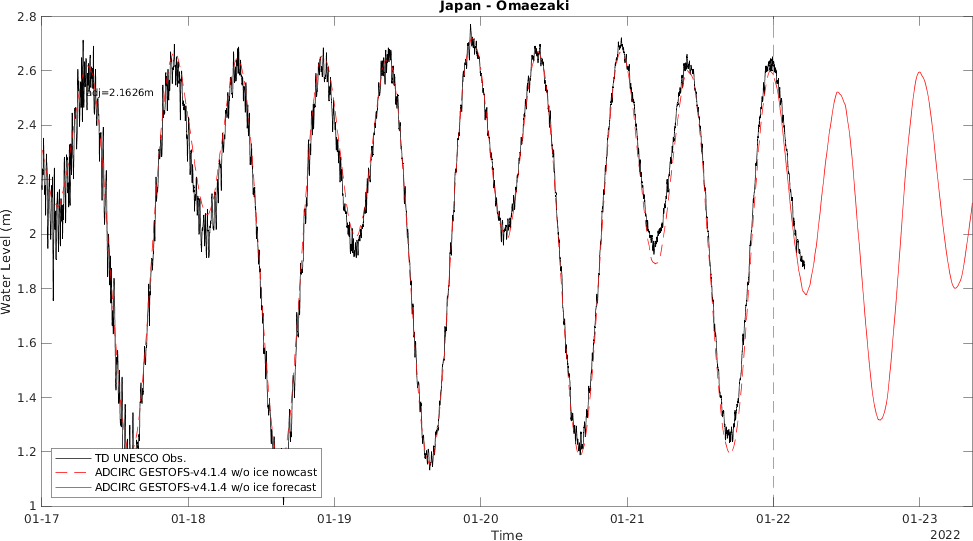 Japan - Omaezaki
2.8
2.6
2.4
2.2
2
1.8
1.6
1.4
1.2
1
Water Level (m)
adj=2.1626m
TD UNESCO Obs.
ADCIRC GESTOFS-v4.1.4 w/o ice nowcast
ADCIRC GESTOFS-v4.1.4 w/o ice forecast
01-17
01-18
01-19
01-20
01-21
01-22
01-23
Time
2022